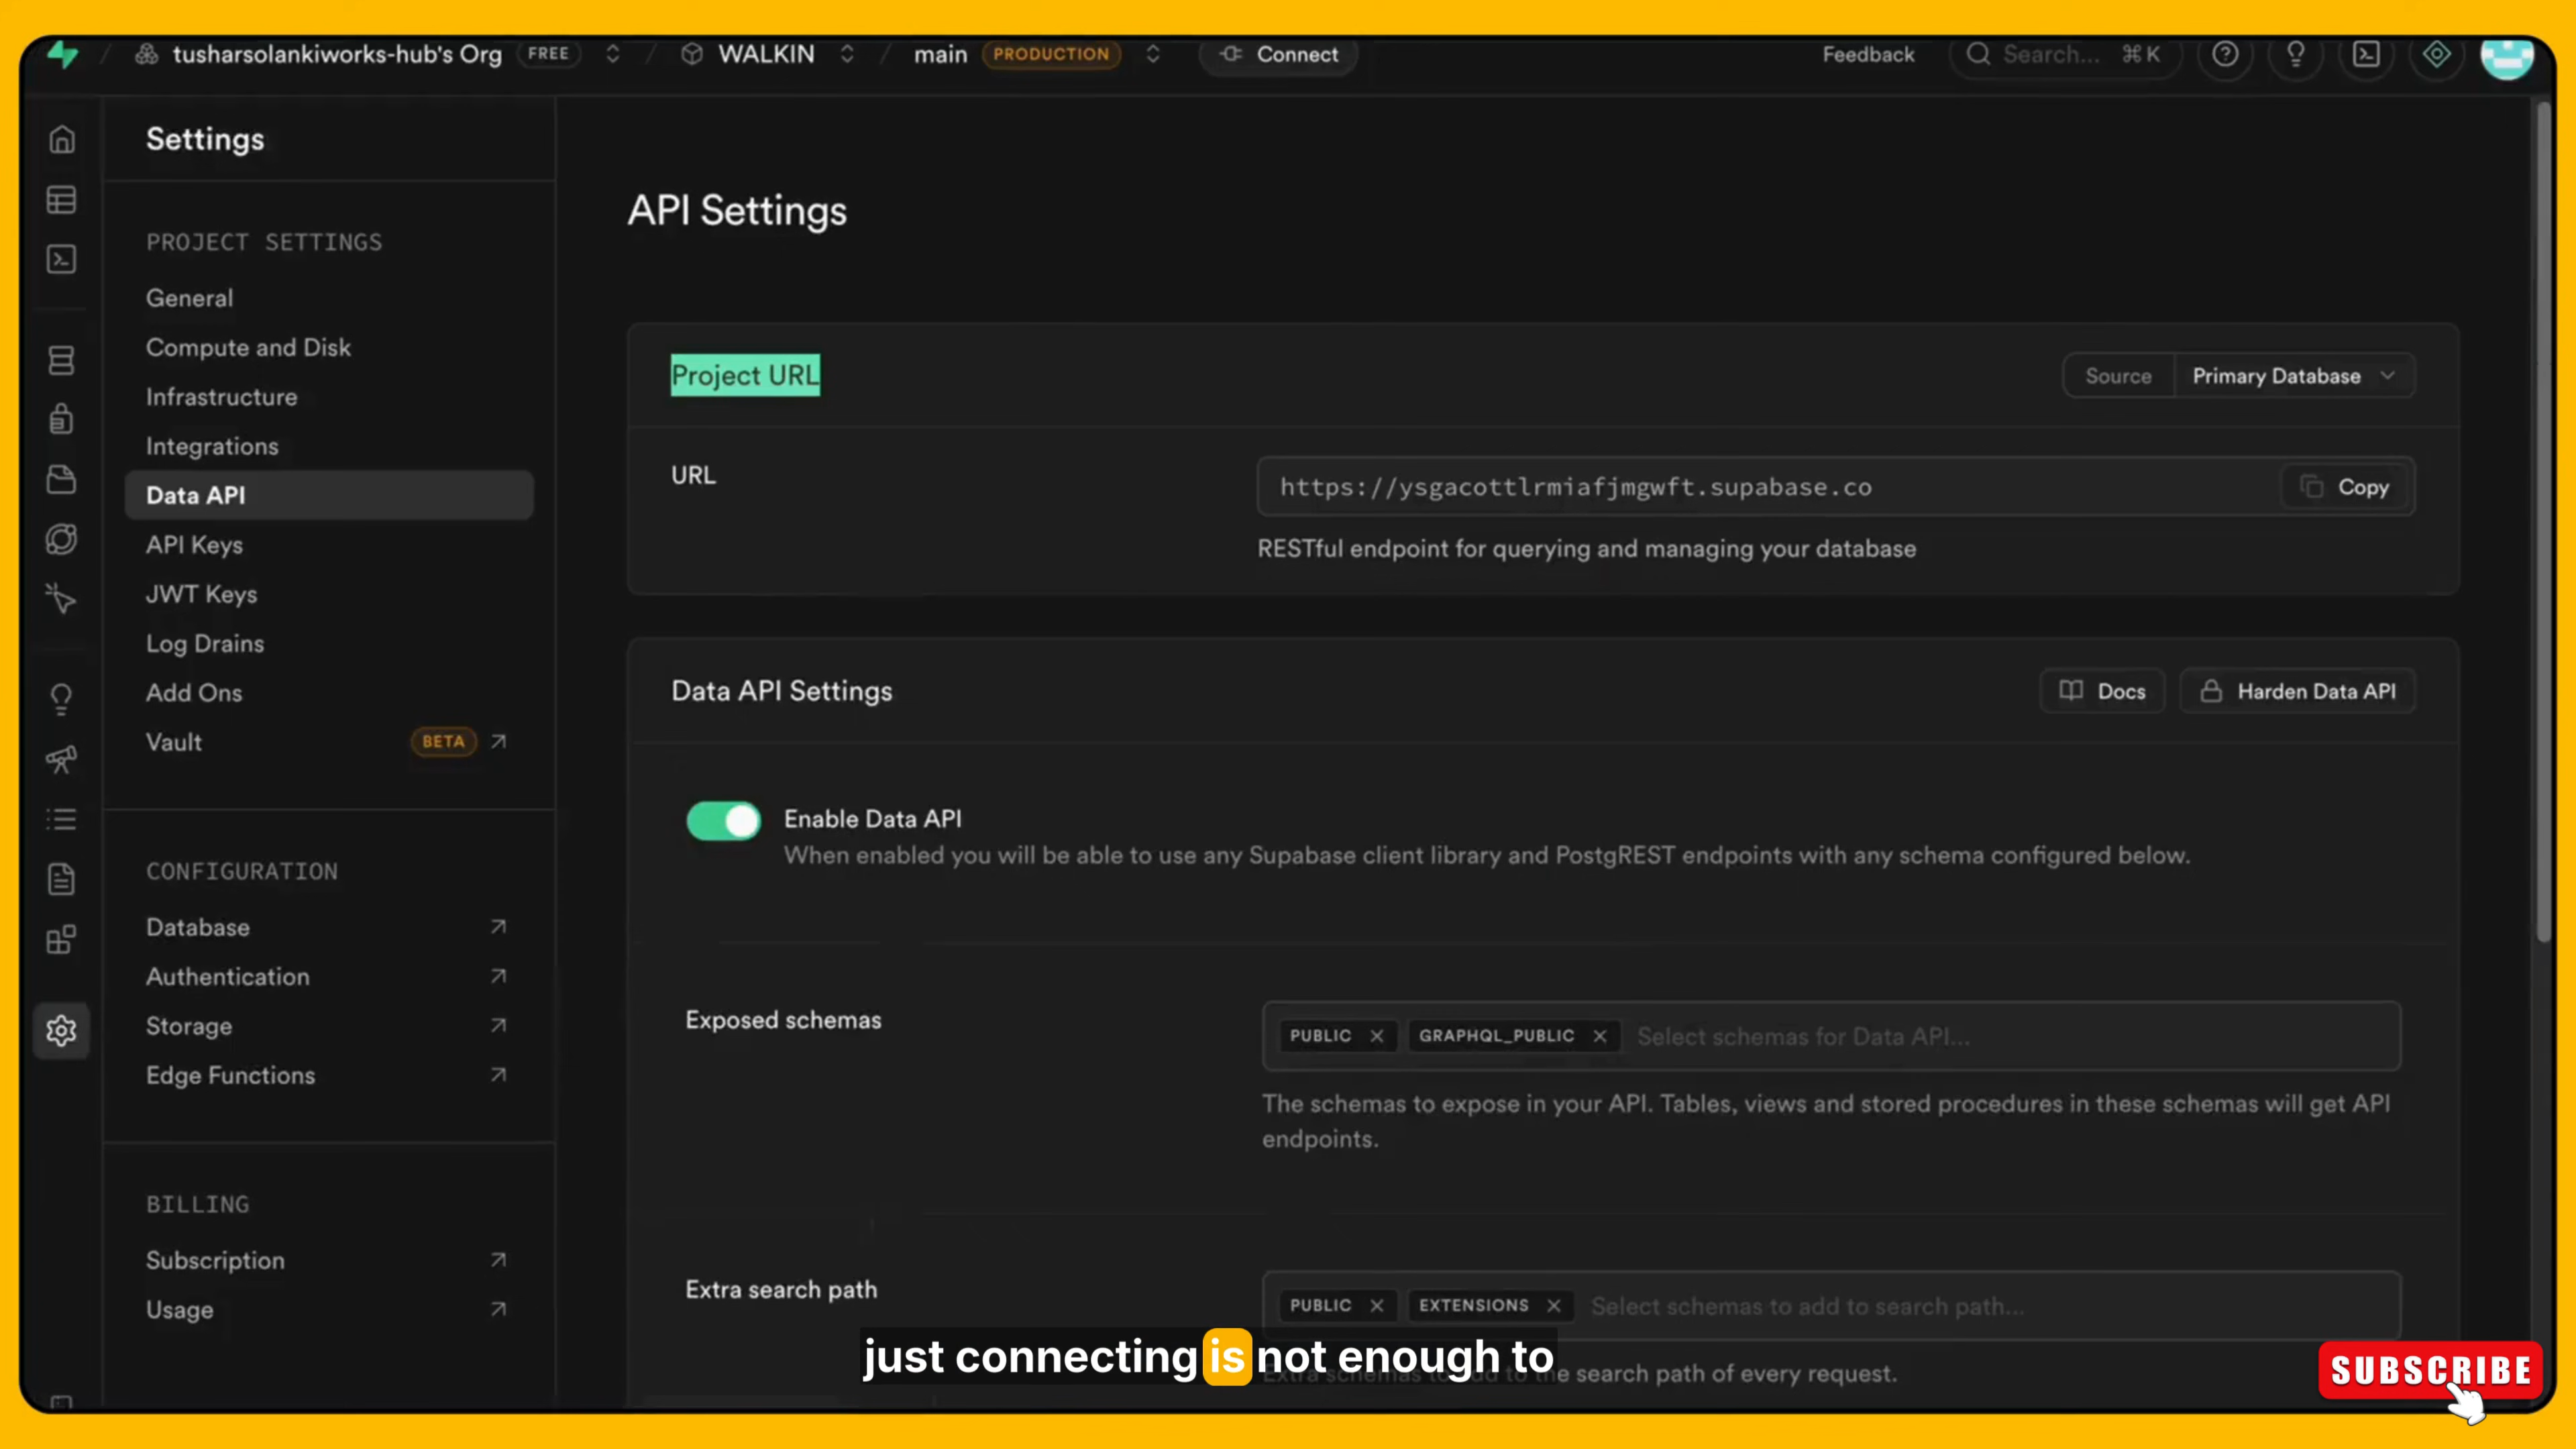 tusharsolankiworks-hub's Org FREE / WALKIN / main PRODUCTION Connect Feedback Search... ⌘K
Settings
PROJECT SETTINGS
General
Compute and Disk
Infrastructure
Integrations
Data API
API Keys
JWT Keys
Log Drains
Add Ons
Vault BETA
CONFIGURATION
Database
Authentication
Storage
Edge Functions
BILLING
Subscription
Usage
API Settings
Project URL Source Primary Database
URL https://ysgacottlrmiafjmgwft.supabase.co Copy
RESTful endpoint for querying and managing your database
Data API Settings Docs Harden Data API
Enable Data API
When enabled you will be able to use any Supabase client library and PostgREST endpoints with any schema configured below.
Exposed schemas PUBLIC GRAPHQL_PUBLIC Select schemas for Data API...
The schemas to expose in your API. Tables, views and stored procedures in these schemas will get API
endpoints.
Extra search path PUBLIC EXTENSIONS Select schemas to add to search path...
just connecting is not enough to
the search path of every request.
SUBSCRIBE